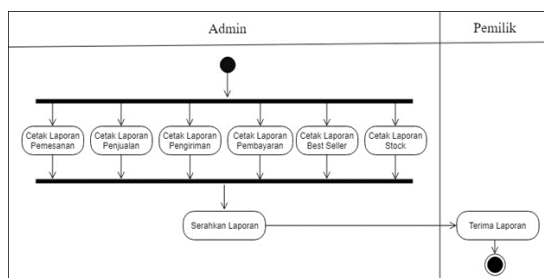 Admin
Pemilik
Cetak Laporan
Pemesanan
Cetak Laporan
Penjualan
Cetak Laporan
Pengiriman
Cetak Laporan
Pembayaran
Cetak Laporan
Best Seller
Cetak Laporan
Stock
Serahkan Laporan
Terima Laporan